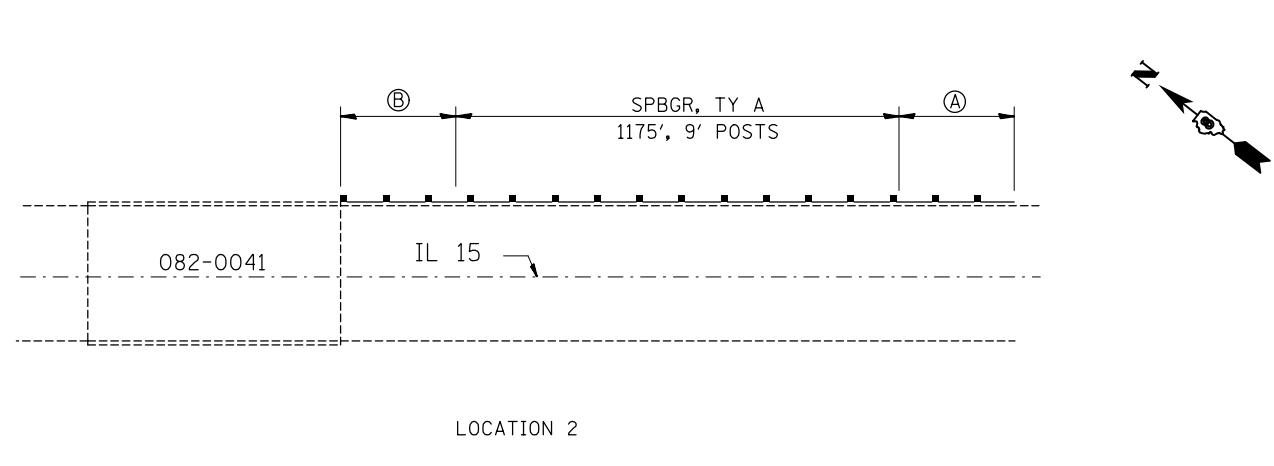 N
Ⓑ
SPBGR, TY A
Ⓐ
1175', 9' POSTS
082-0041
IL 15
LOCATION 2